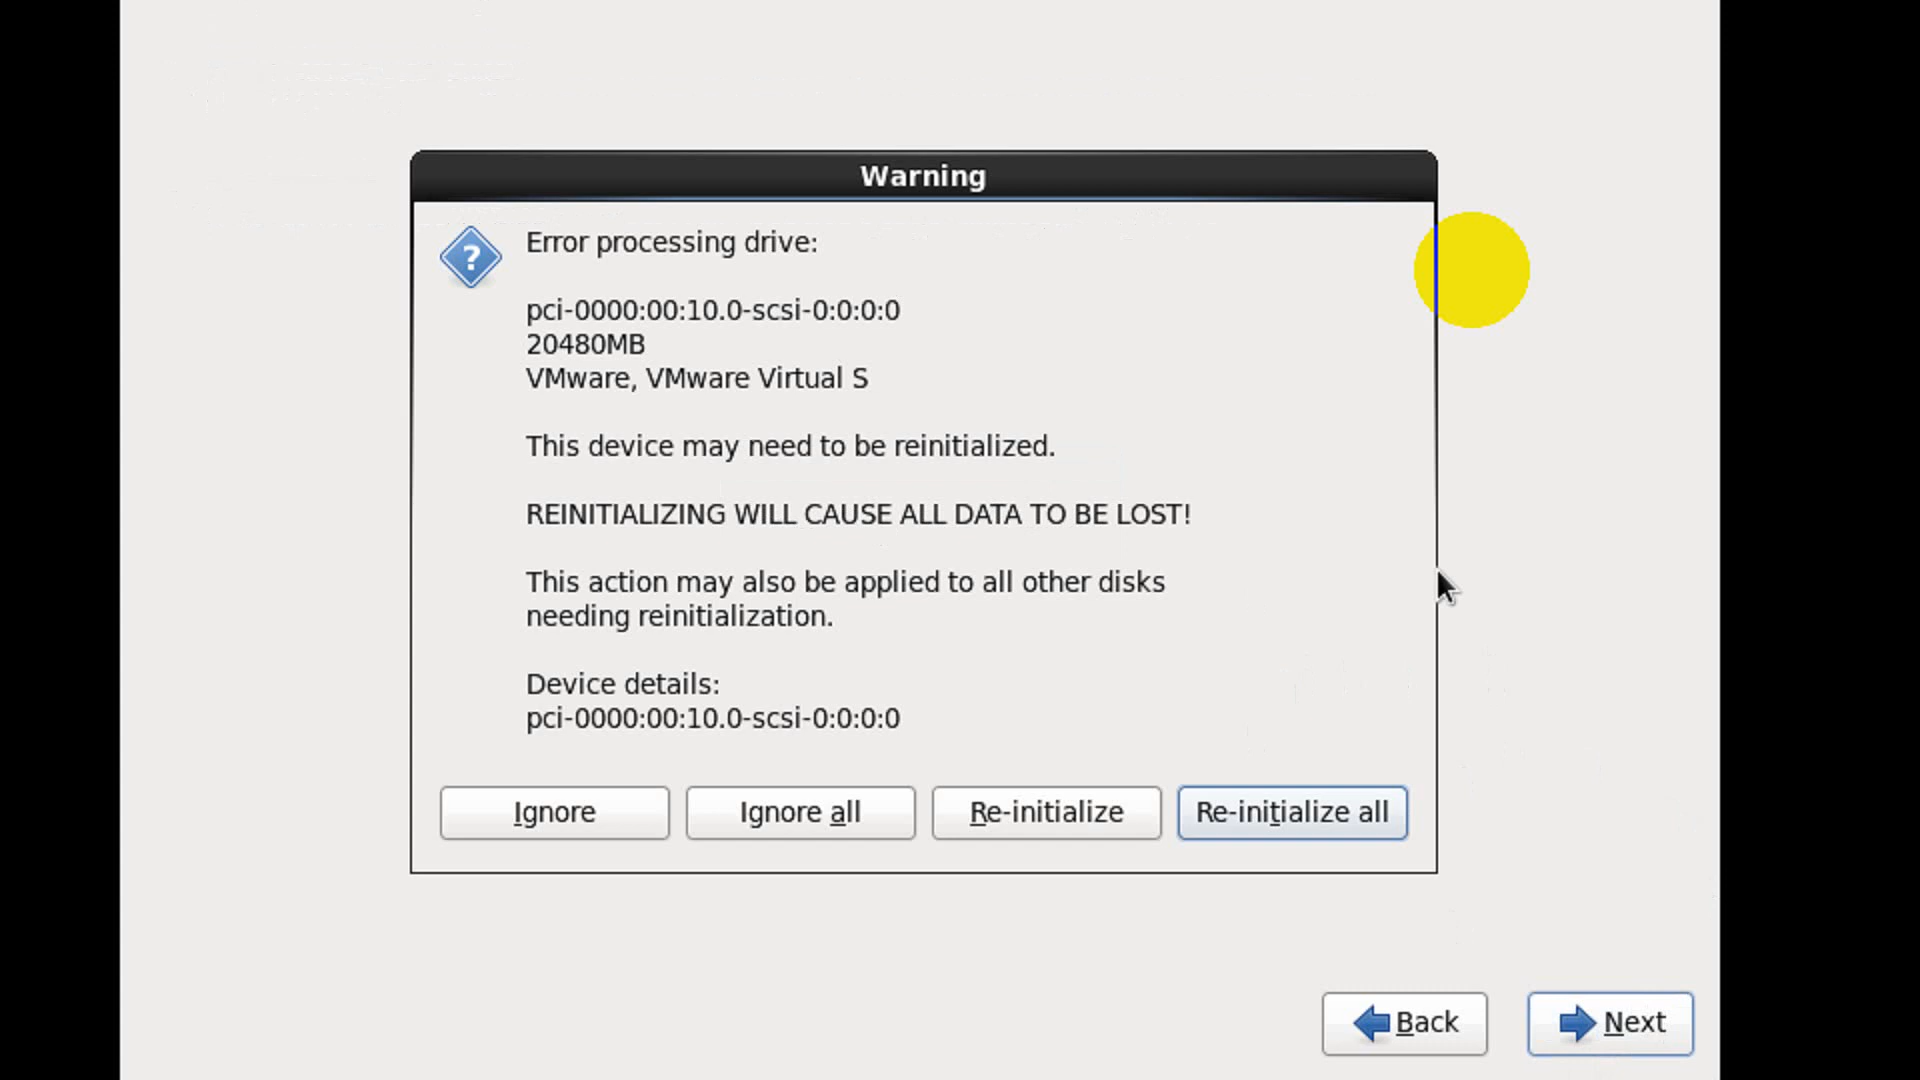 Warning
?
Error processing drive:
pci-0000:00:10.0-scsi-0:0:0:0
20480MB
VMware, VMware Virtual S
This device may need to be reinitialized.
REINITIALIZING WILL CAUSE ALL DATA TO BE LOST!
This action may also be applied to all other disks
needing reinitialization.
Device details:
pci-0000:00:10.0-scsi-0:0:0:0
Ignore
Ignore all
Re-initialize
Re-initialize all
Back
Next